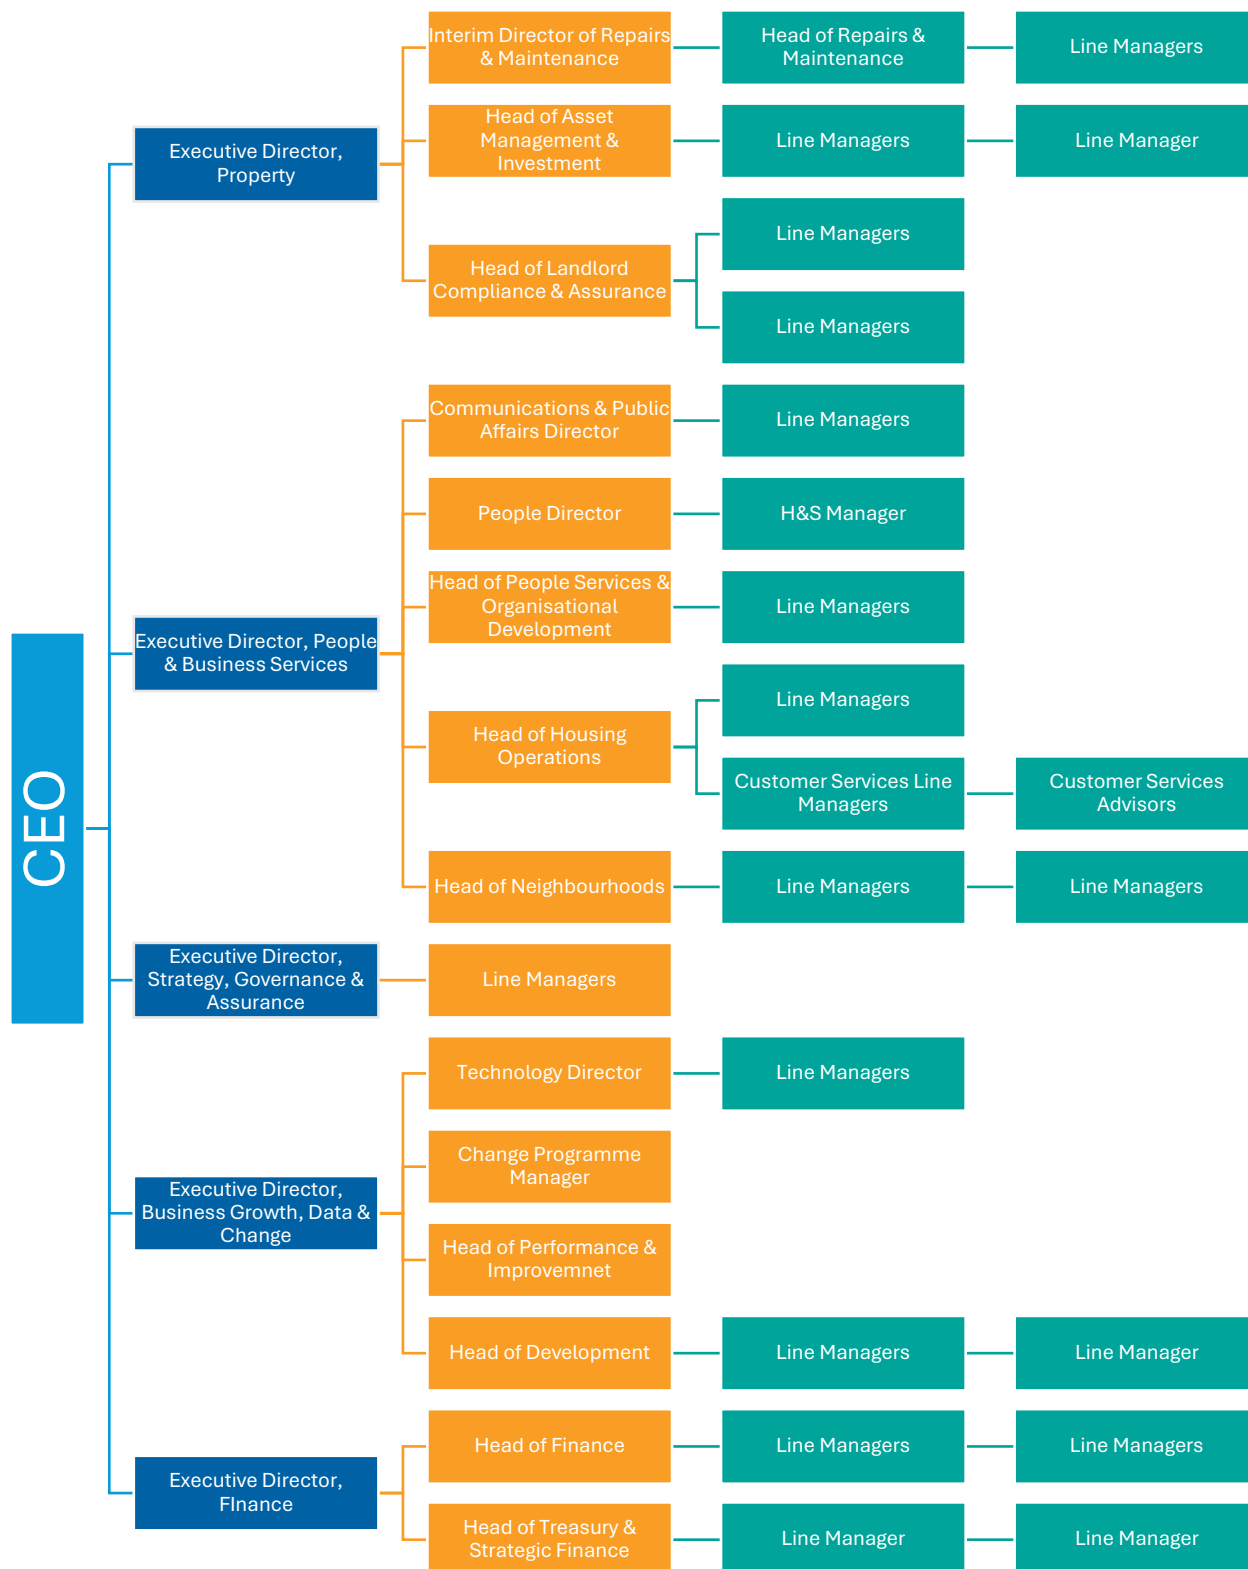 CEO
Executive Director,
Property
Interim Director of Repairs
& Maintenance
Head of Repairs &
Maintenance
Line Managers
Head of Asset
Management &
Investment
Line Managers
Line Manager
Head of Landlord
Compliance & Assurance
Line Managers
Line Managers
Executive Director, People
& Business Services
Communications & Public
Affairs Director
Line Managers
People Director
H&S Manager
Head of People Services &
Organisational
Development
Line Managers
Head of Housing
Operations
Line Managers
Customer Services Line
Managers
Customer Services
Advisors
Head of Neighbourhoods
Line Managers
Line Managers
Executive Director,
Strategy, Governance &
Assurance
Line Managers
Executive Director,
Business Growth, Data &
Change
Technology Director
Line Managers
Change Programme
Manager
Head of Performance &
Improvemnet
Head of Development
Line Managers
Line Manager
Executive Director,
FInance
Head of Finance
Line Managers
Line Managers
Head of Treasury &
Strategic Finance
Line Manager
Line Manager